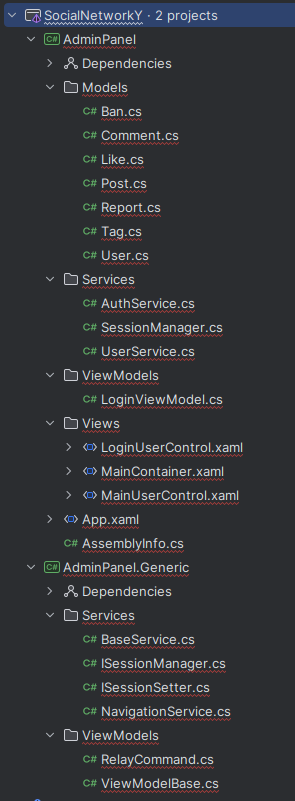 SocialNetworkY · 2 projects
C# AdminPanel
Dependencies
Models
C# Ban.cs
C# Comment.cs
C# Like.cs
C# Post.cs
C# Report.cs
C# Tag.cs
C# User.cs
Services
C# AuthService.cs
C# SessionManager.cs
C# UserService.cs
ViewModels
C# LoginViewModel.cs
Views
LoginUserControl.xaml
MainContainer.xaml
MainUserControl.xaml
App.xaml
C# AssemblyInfo.cs
C# AdminPanel.Generic
Dependencies
Services
C# BaseService.cs
C# ISessionManager.cs
C# ISessionSetter.cs
C# NavigationService.cs
ViewModels
C# RelayCommand.cs
C# ViewModelBase.cs